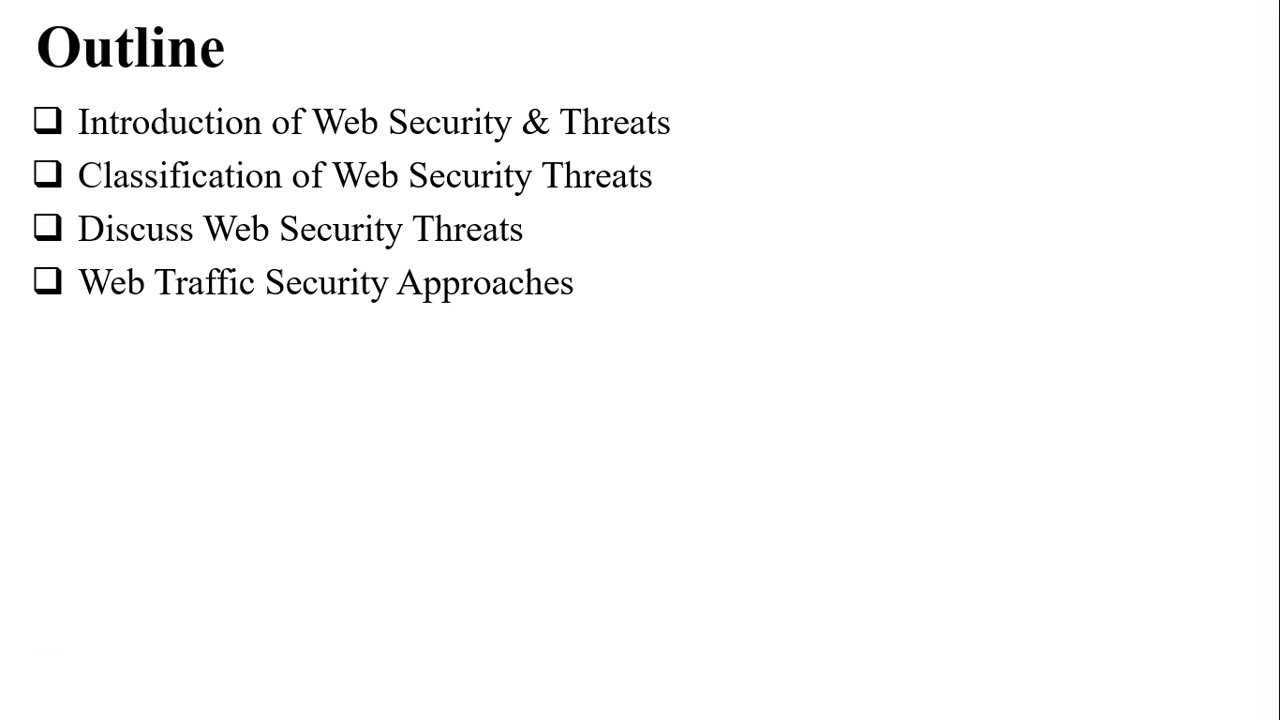 Outline
❑ Introduction of Web Security & Threats
❑ Classification of Web Security Threats
❑ Discuss Web Security Threats
❑ Web Traffic Security Approaches